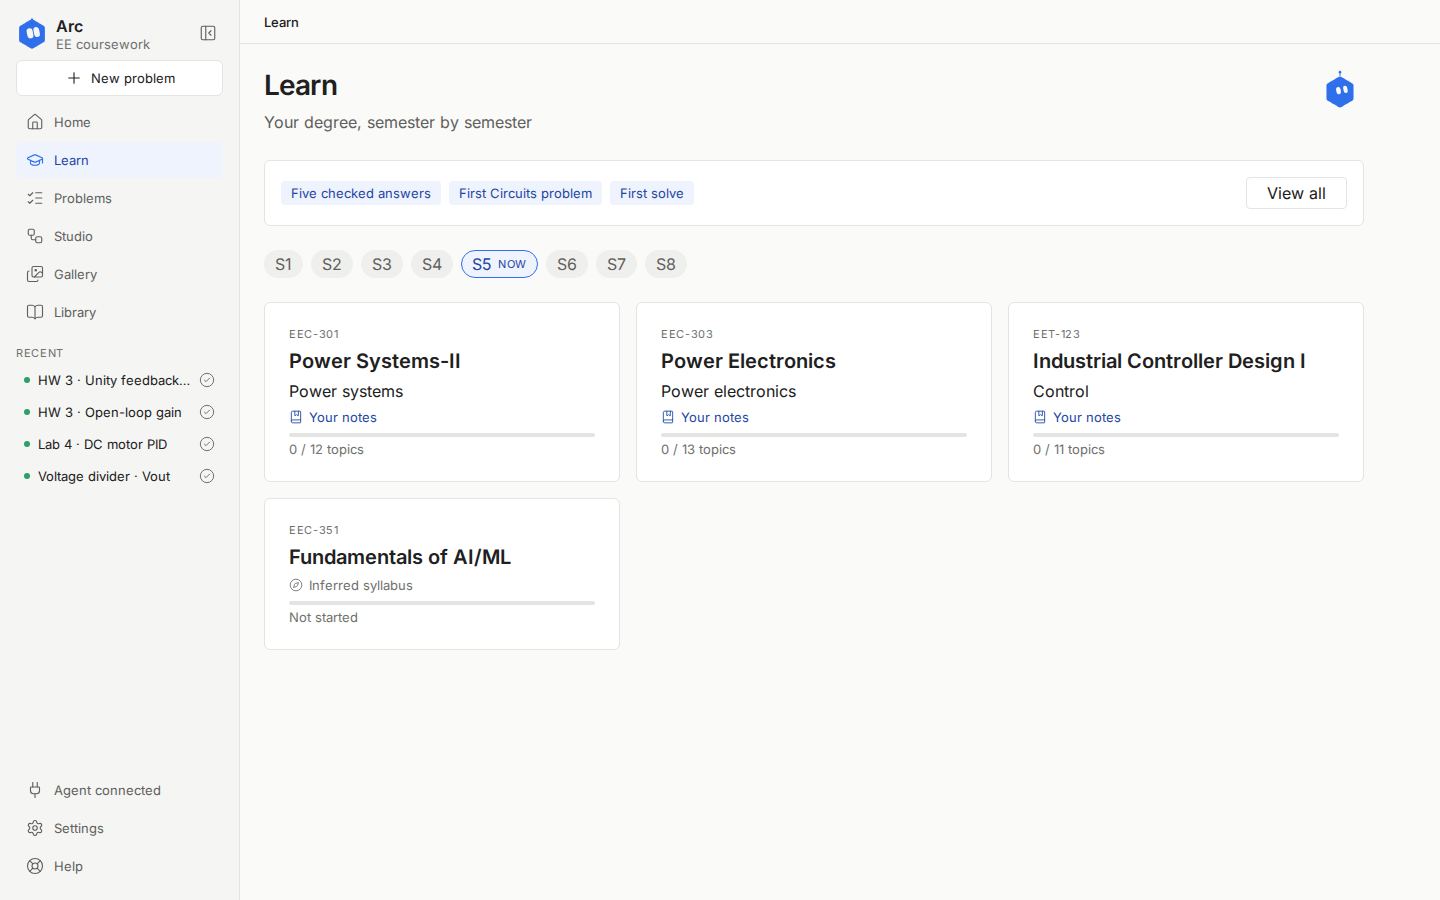 Arc
EE coursework
New problem
Home
Learn
Problems
Studio
Gallery
Library
RECENT
HW 3 · Unity feedback...
HW 3 · Open-loop gain
Lab 4 · DC motor PID
Voltage divider · Vout
Agent connected
Settings
Help
Learn
Learn
Your degree, semester by semester
Five checked answers First Circuits problem First solve View all
S1 S2 S3 S4 S5 NOW S6 S7 S8
EEC-301
Power Systems-II
Power systems
Your notes
0 / 12 topics
EEC-303
Power Electronics
Power electronics
Your notes
0 / 13 topics
EET-123
Industrial Controller Design I
Control
Your notes
0 / 11 topics
EEC-351
Fundamentals of AI/ML
Inferred syllabus
Not started